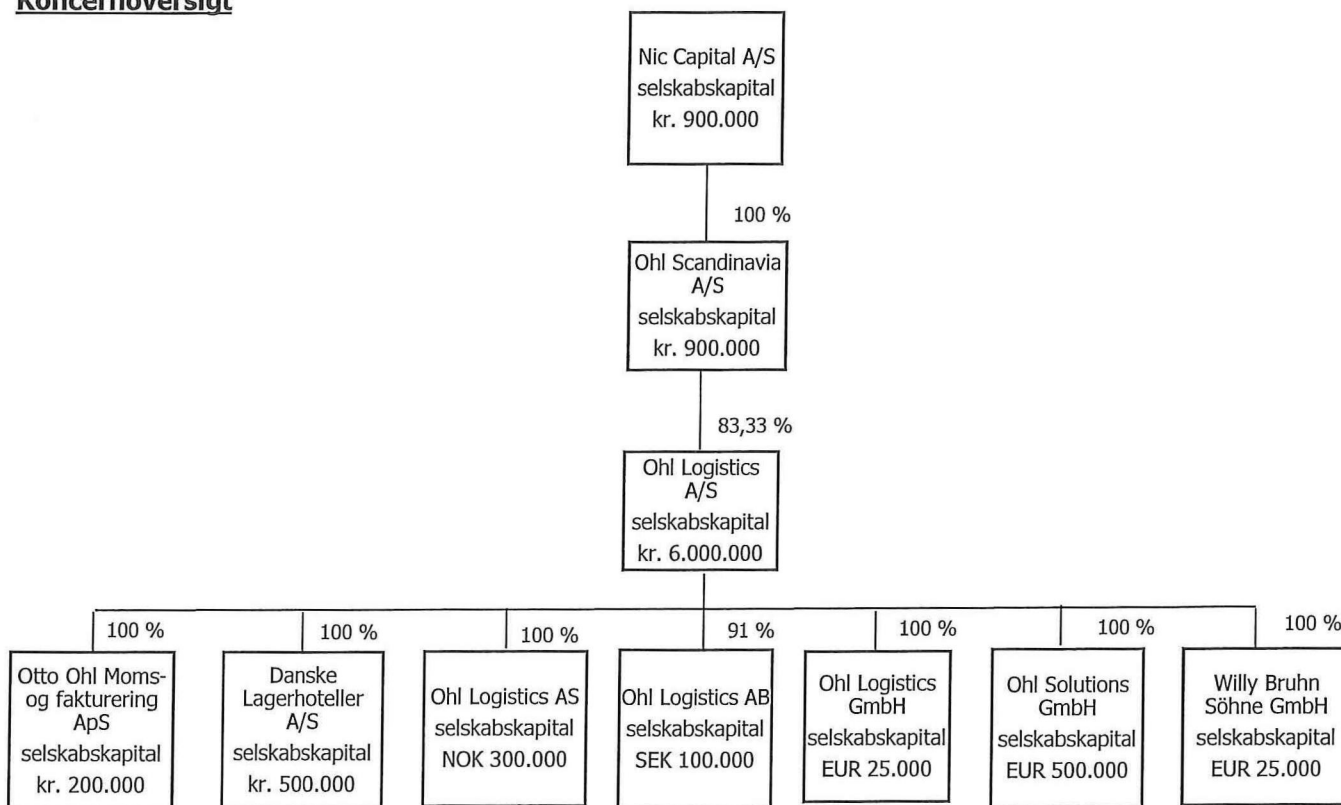 Koncernoversigt
Nic Capital A/S
selskabskapital
kr. 900.000
100 %
Ohl Scandinavia
A/S
selskabskapital
kr. 900.000
83,33 %
Ohl Logistics
A/S
selskabskapital
kr. 6.000.000
100 %
Otto Ohl Moms-
og fakturering
ApS
selskabskapital
kr. 200.000
100 %
Danske
Lagerhoteller
A/S
selskabskapital
kr. 500.000
100 %
Ohl Logistics AS
selskabskapital
NOK 300.000
91 %
Ohl Logistics AB
selskabskapital
SEK 100.000
100 %
Ohl Logistics
GmbH
selskabskapital
EUR 25.000
100 %
Ohl Solutions
GmbH
selskabskapital
EUR 500.000
100 %
Willy Bruhn
Söhne GmbH
selskabskapital
EUR 25.000